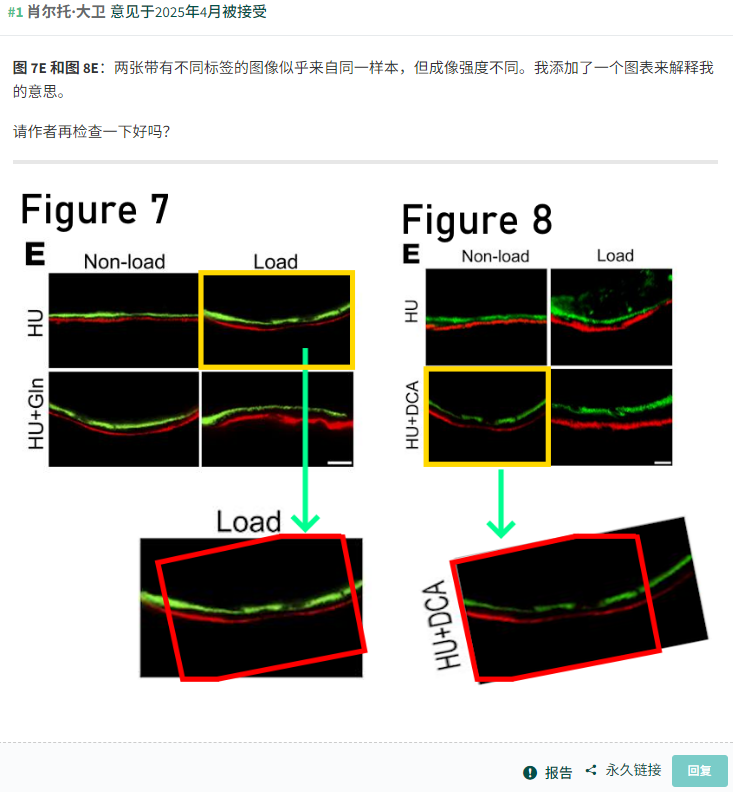 #1 肖尔托·大卫 意见于2025年4月被接受
图 7E 和图 8E：两张带有不同标签的图像似乎来自同一样本，但成像强度不同。我添加了一个图表来解释我
的意思。
请作者再检查一下好吗？
Figure 7
Figure 8
E
Non-load
Load
HU
HU+Gln
Load
E
Non-load
Load
HU
HU+DCA
HU+DCA
报告
永久链接
回复